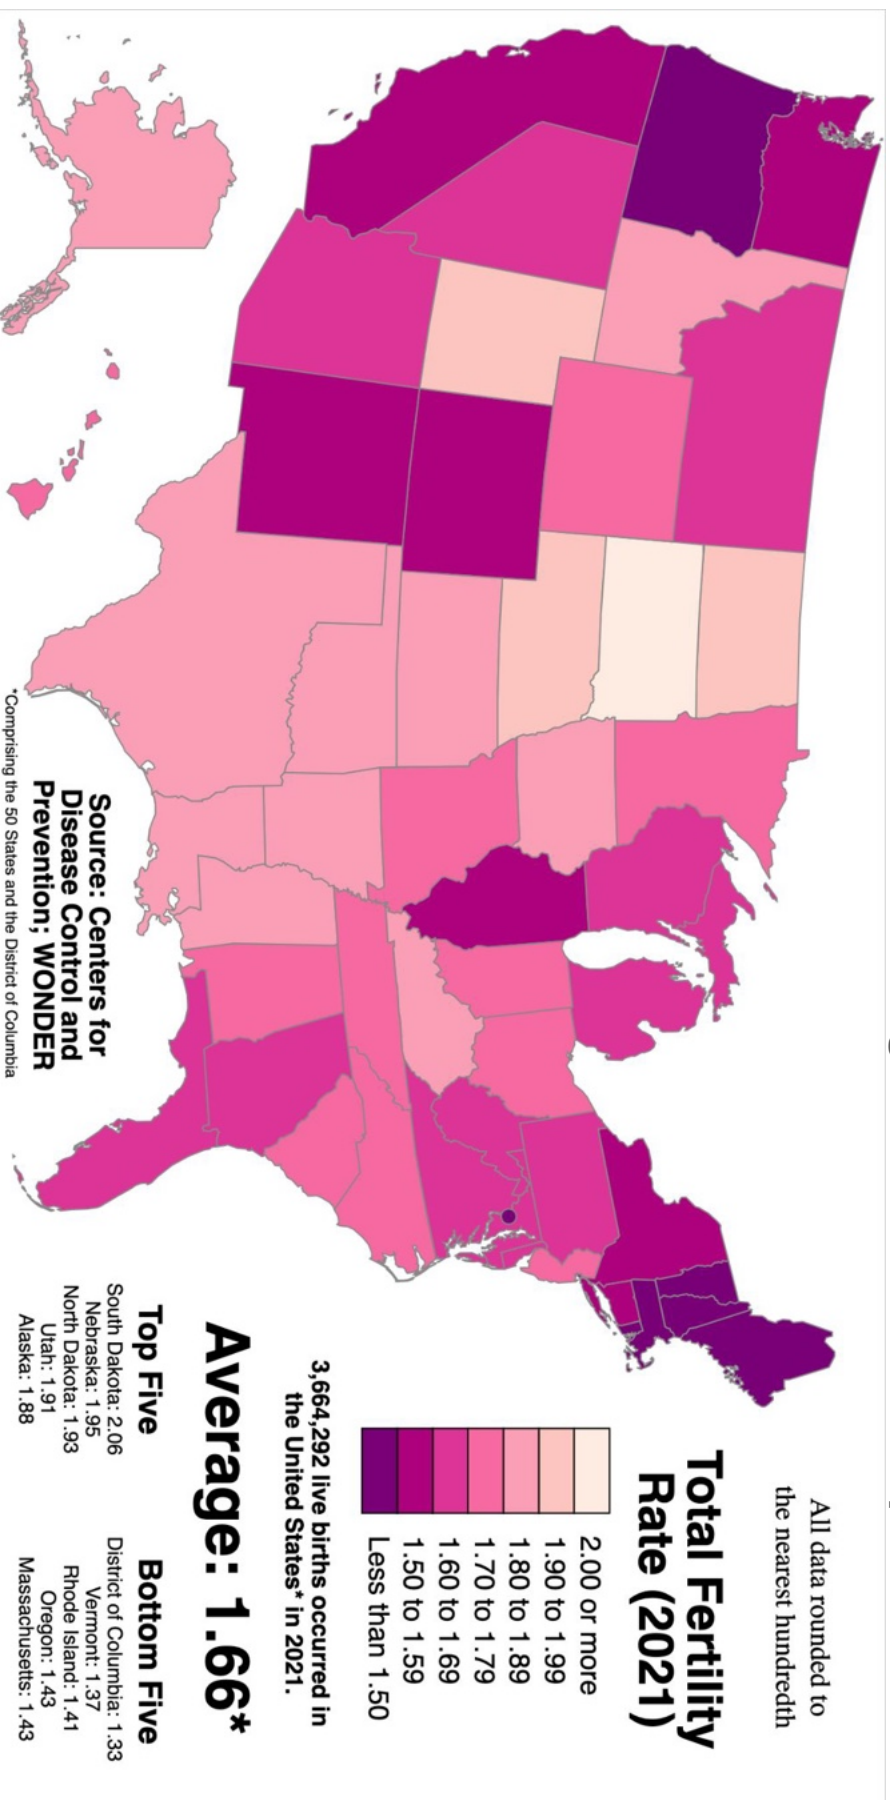 All data rounded to
the nearest hundredth
Total Fertility
Rate (2021)
2.00 or more
1.90 to 1.99
1.80 to 1.89
1.70 to 1.79
1.60 to 1.69
1.50 to 1.59
Less than 1.50
3,664,292 live births occurred in
the United States* in 2021.
Average: 1.66*
Top Five
South Dakota: 2.06
Nebraska: 1.95
North Dakota: 1.93
Utah: 1.91
Alaska: 1.88
Bottom Five
District of Columbia: 1.33
Vermont: 1.37
Rhode Island: 1.41
Oregon: 1.43
Massachusetts: 1.43
Source: Centers for
Disease Control and
Prevention; WONDER
*Comprising the 50 States and the District of Columbia